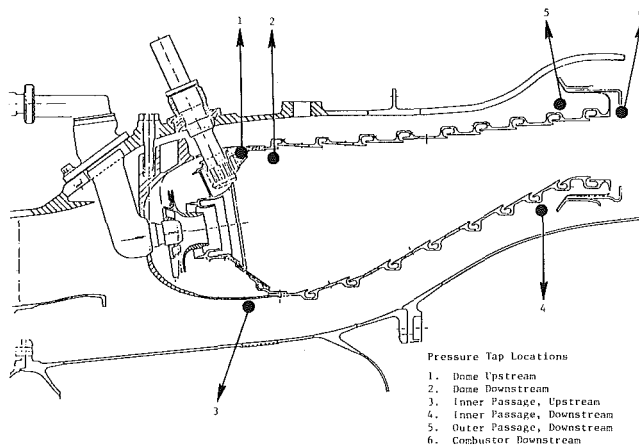 1
2
5
6
4
3
Pressure Tap Locations
1. Dome Upstream
2. Dome Downstream
3. Inner Passage, Upstream
4. Inner Passage, Downstream
5. Outer Passage, Downstream
6. Combustor Downstream